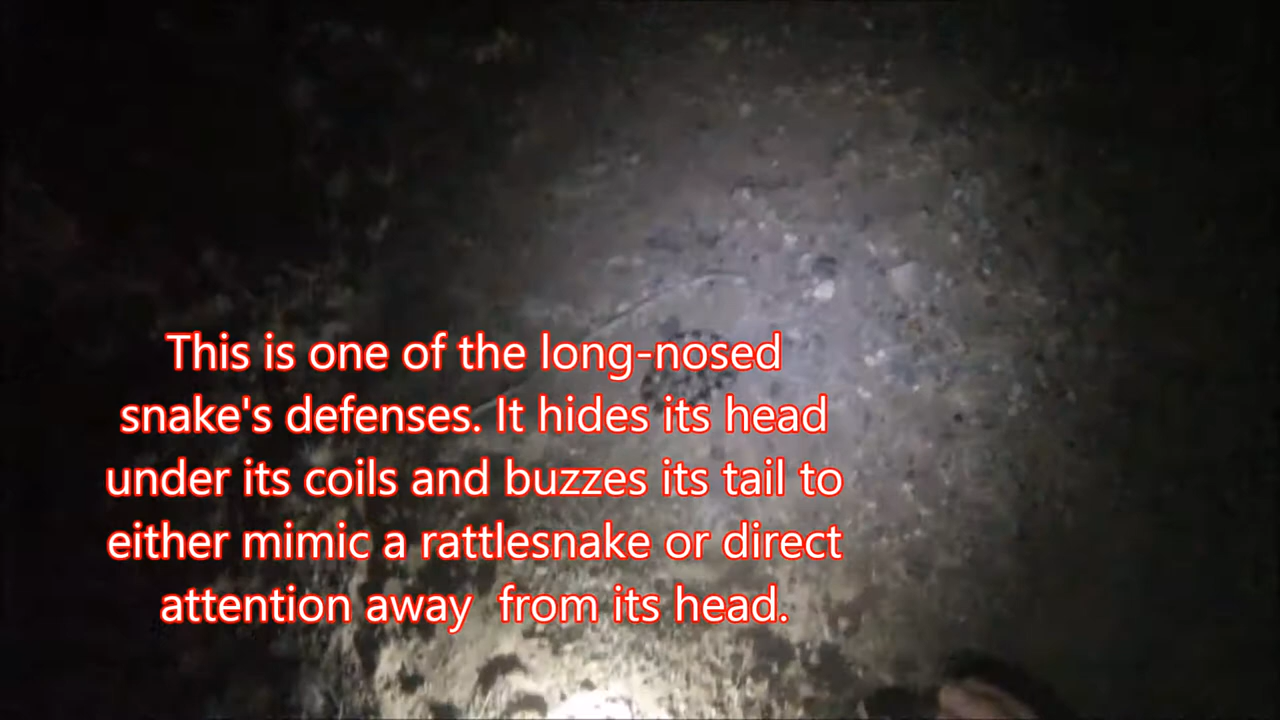 This is one of the long-nosed
snake's defenses. It hides its head
under its coils and buzzes its tail to
either mimic a rattlesnake or direct
attention away  from its head.